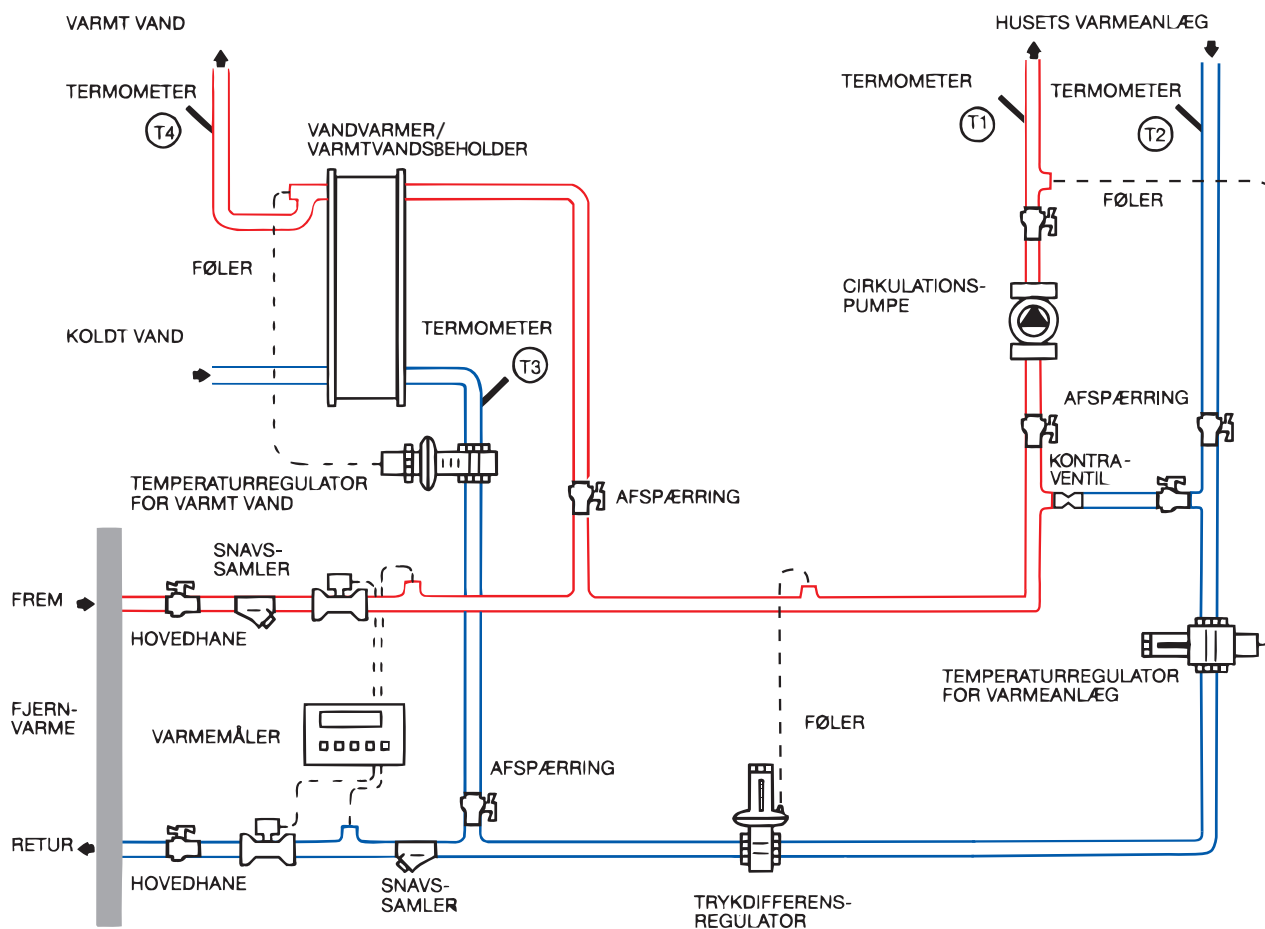 VARMT VAND
HUSETS VARMEANLÆG
TERMOMETER
T4
VANDVARMER/
VARMTVANDSBEHOLDER
TERMOMETER
T1
TERMOMETER
T2
FØLER
FØLER
CIRKULATIONS-
PUMPE
KOLDT VAND
TERMOMETER
T3
AFSPÆRRING
KONTRA-
VENTIL
TEMPERATURREGULATOR
FOR VARMT VAND
AFSPÆRRING
SNAVS-
SAMLER
FREM
HOVEDHANE
TEMPERATURREGULATOR
FOR VARMEANLÆG
FJERN-
VARME
VARMEMÅLER
FØLER
AFSPÆRRING
RETUR
HOVEDHANE
SNAVS-
SAMLER
TRYKDIFFERENS-
REGULATOR